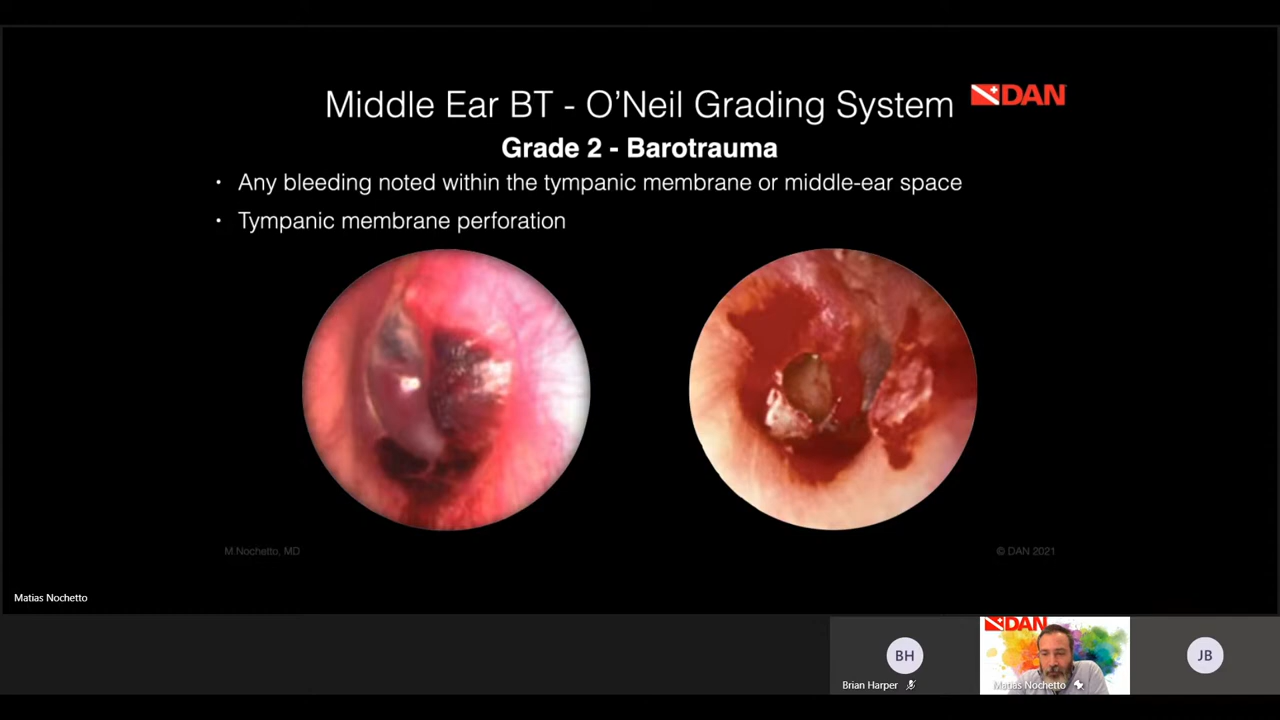 Middle Ear BT - O'Neil Grading System
DAN
Grade 2 - Barotrauma
• Any bleeding noted within the tympanic membrane or middle-ear space
• Tympanic membrane perforation
M.Nochetto, MD
© DAN 2021
Matias Nochetto
BH
Brian Harper
DAN
Matias Nochetto
JB